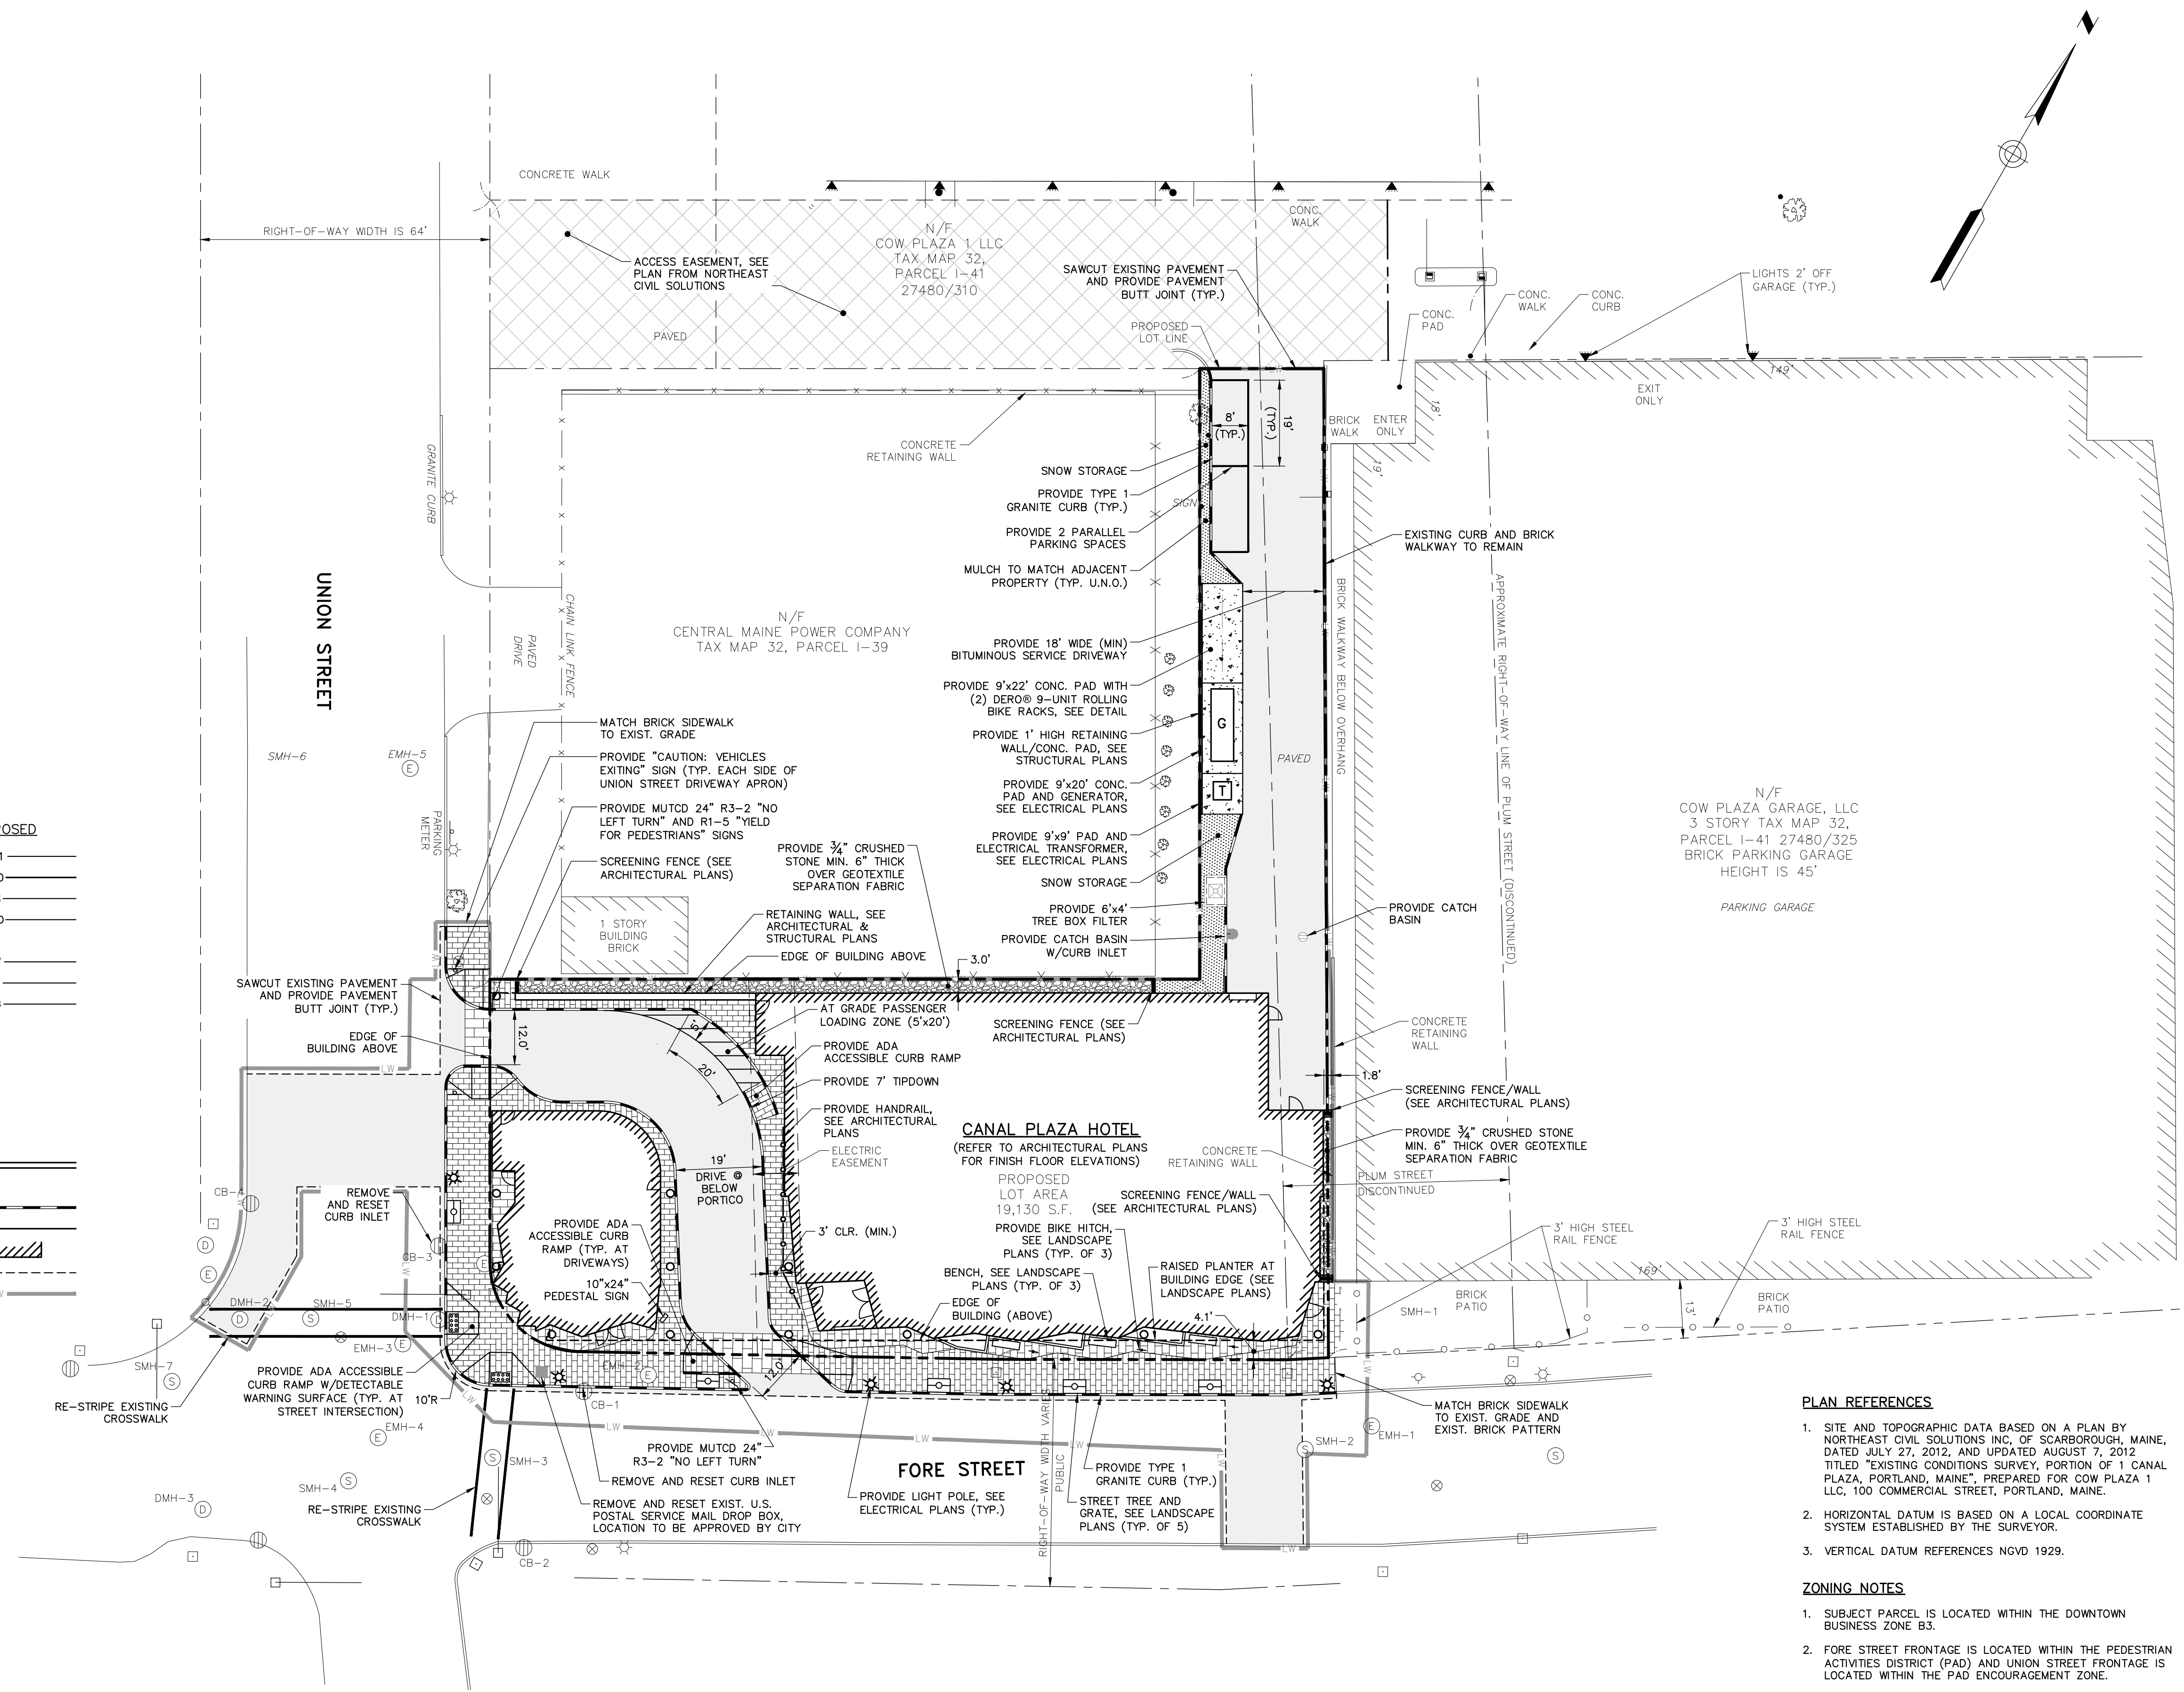 N
CONCRETE WALK
RIGHT-OF-WAY WIDTH IS 64'
ACCESS EASEMENT, SEE
PLAN FROM NORTHEAST
CIVIL SOLUTIONS
N/F
COW PLAZA 1 LLC
TAX MAP 32,
PARCEL I-41
27480/310
CONC.
WALK
PAVED
SAWCUT EXISTING PAVEMENT
AND PROVIDE PAVEMENT
BUTT JOINT (TYP.)
PROPOSED
LOT LINE
CONC.
PAD
CONC.
WALK
CONC.
CURB
LIGHTS 2' OFF
GARAGE (TYP.)
149'
EXIT
ONLY
18'
BRICK
WALK
ENTER
ONLY
19'
8'
(TYP.)
19'
(TYP.)
CONCRETE
RETAINING WALL
GRANITE CURB
SNOW STORAGE
PROVIDE TYPE 1
GRANITE CURB (TYP.)
SIGN
PROVIDE 2 PARALLEL
PARKING SPACES
MULCH TO MATCH ADJACENT
PROPERTY (TYP. U.N.O.)
EXISTING CURB AND BRICK
WALKWAY TO REMAIN
UNION STREET
CHAIN LINK FENCE
PAVED
DRIVE
N/F
CENTRAL MAINE POWER COMPANY
TAX MAP 32, PARCEL I-39
BRICK WALKWAY BELOW OVERHANG
APPROXIMATE RIGHT-OF-WAY LINE OF PLUM STREET (DISCONTINUED)
PROVIDE 18' WIDE (MIN)
BITUMINOUS SERVICE DRIVEWAY
PROVIDE 9'x22' CONC. PAD WITH
(2) DERO® 9-UNIT ROLLING
BIKE RACKS, SEE DETAIL
G
PROVIDE 1' HIGH RETAINING
WALL/CONC. PAD, SEE
STRUCTURAL PLANS
PAVED
PROVIDE 9'x20' CONC.
PAD AND GENERATOR,
SEE ELECTRICAL PLANS
T
PROVIDE 9'x9' PAD AND
ELECTRICAL TRANSFORMER,
SEE ELECTRICAL PLANS
SNOW STORAGE
PROVIDE 6'x4'
TREE BOX FILTER
PROVIDE CATCH BASIN
W/CURB INLET
PROVIDE CATCH
BASIN
N/F
COW PLAZA GARAGE, LLC
3 STORY TAX MAP 32,
PARCEL I-41 27480/325
BRICK PARKING GARAGE
HEIGHT IS 45'
PARKING GARAGE
SMH-6
EMH-5
E
PARKING
METER
MATCH BRICK SIDEWALK
TO EXIST. GRADE
PROVIDE "CAUTION: VEHICLES
EXITING" SIGN (TYP. EACH SIDE OF
UNION STREET DRIVEWAY APRON)
PROVIDE MUTCD 24" R3-2 "NO
LEFT TURN" AND R1-5 "YIELD
FOR PEDESTRIANS" SIGNS
SCREENING FENCE (SEE
ARCHITECTURAL PLANS)
PROVIDE ¾" CRUSHED
STONE MIN. 6" THICK
OVER GEOTEXTILE
SEPARATION FABRIC
1 STORY
BUILDING
BRICK
RETAINING WALL, SEE
ARCHITECTURAL &
STRUCTURAL PLANS
EDGE OF BUILDING ABOVE
3.0'
OSED
SAWCUT EXISTING PAVEMENT
AND PROVIDE PAVEMENT
BUTT JOINT (TYP.)
EDGE OF
BUILDING ABOVE
LW
12.0'
5'
20'
AT GRADE PASSENGER
LOADING ZONE (5'x20')
PROVIDE ADA
ACCESSIBLE CURB RAMP
PROVIDE 7' TIPDOWN
PROVIDE HANDRAIL,
SEE ARCHITECTURAL
PLANS
ELECTRIC
EASEMENT
SCREENING FENCE (SEE
ARCHITECTURAL PLANS)
CONCRETE
RETAINING
WALL
1.8'
SCREENING FENCE/WALL
(SEE ARCHITECTURAL PLANS)
PROVIDE ¾" CRUSHED STONE
MIN. 6" THICK OVER GEOTEXTILE
SEPARATION FABRIC
CANAL PLAZA HOTEL
(REFER TO ARCHITECTURAL PLANS
FOR FINISH FLOOR ELEVATIONS)
PROPOSED
LOT AREA
19,130 S.F.
CONCRETE
RETAINING WALL
PLUM STREET
DISCONTINUED
SCREENING FENCE/WALL
(SEE ARCHITECTURAL PLANS)
19'
DRIVE @
BELOW
PORTICO
CB-4
REMOVE
AND RESET
CURB INLET
CB-3
PROVIDE ADA
ACCESSIBLE CURB
RAMP (TYP. AT
DRIVEWAYS)
10"x24"
PEDESTAL SIGN
3' CLR. (MIN.)
PROVIDE BIKE HITCH,
SEE LANDSCAPE
PLANS (TYP. OF 3)
BENCH, SEE LANDSCAPE
PLANS (TYP. OF 3)
EDGE OF
BUILDING (ABOVE)
RAISED PLANTER AT
BUILDING EDGE (SEE
LANDSCAPE PLANS)
4.1'
3' HIGH STEEL
RAIL FENCE
3' HIGH STEEL
RAIL FENCE
169'
13'
BRICK
PATIO
BRICK
PATIO
SMH-1
D
E
DMH-2
D
SMH-5
S
DMH-1
D
EMH-3
E
EMH-2
E
SMH-7
S
RE-STRIPE EXISTING
CROSSWALK
PROVIDE ADA ACCESSIBLE
CURB RAMP W/DETECTABLE
WARNING SURFACE (TYP. AT
STREET INTERSECTION)
10'R
LW
EMH-4
E
12.0'
CB-1
LW
LW
LW
LW
PROVIDE MUTCD 24"
R3-2 "NO LEFT TURN"
REMOVE AND RESET CURB INLET
REMOVE AND RESET EXIST. U.S.
POSTAL SERVICE MAIL DROP BOX,
LOCATION TO BE APPROVED BY CITY
SMH-3
S
SMH-4
S
DMH-3
D
RE-STRIPE EXISTING
CROSSWALK
CB-2
FORE STREET
PROVIDE LIGHT POLE, SEE
ELECTRICAL PLANS (TYP.)
RIGHT-OF-WAY WIDTH VARIES
PUBLIC
PROVIDE TYPE 1
GRANITE CURB (TYP.)
STREET TREE AND
GRATE, SEE LANDSCAPE
PLANS (TYP. OF 5)
LW
S
SMH-2
E
EMH-1
S
MATCH BRICK SIDEWALK
TO EXIST. GRADE AND
EXIST. BRICK PATTERN
PLAN REFERENCES
1. SITE AND TOPOGRAPHIC DATA BASED ON A PLAN BY
NORTHEAST CIVIL SOLUTIONS INC, OF SCARBOROUGH, MAINE,
DATED JULY 27, 2012, AND UPDATED AUGUST 7, 2012
TITLED "EXISTING CONDITIONS SURVEY, PORTION OF 1 CANAL
PLAZA, PORTLAND, MAINE", PREPARED FOR COW PLAZA 1
LLC, 100 COMMERCIAL STREET, PORTLAND, MAINE.
2. HORIZONTAL DATUM IS BASED ON A LOCAL COORDINATE
SYSTEM ESTABLISHED BY THE SURVEYOR.
3. VERTICAL DATUM REFERENCES NGVD 1929.
ZONING NOTES
1. SUBJECT PARCEL IS LOCATED WITHIN THE DOWNTOWN
BUSINESS ZONE B3.
2. FORE STREET FRONTAGE IS LOCATED WITHIN THE PEDESTRIAN
ACTIVITIES DISTRICT (PAD) AND UNION STREET FRONTAGE IS
LOCATED WITHIN THE PAD ENCOURAGEMENT ZONE.